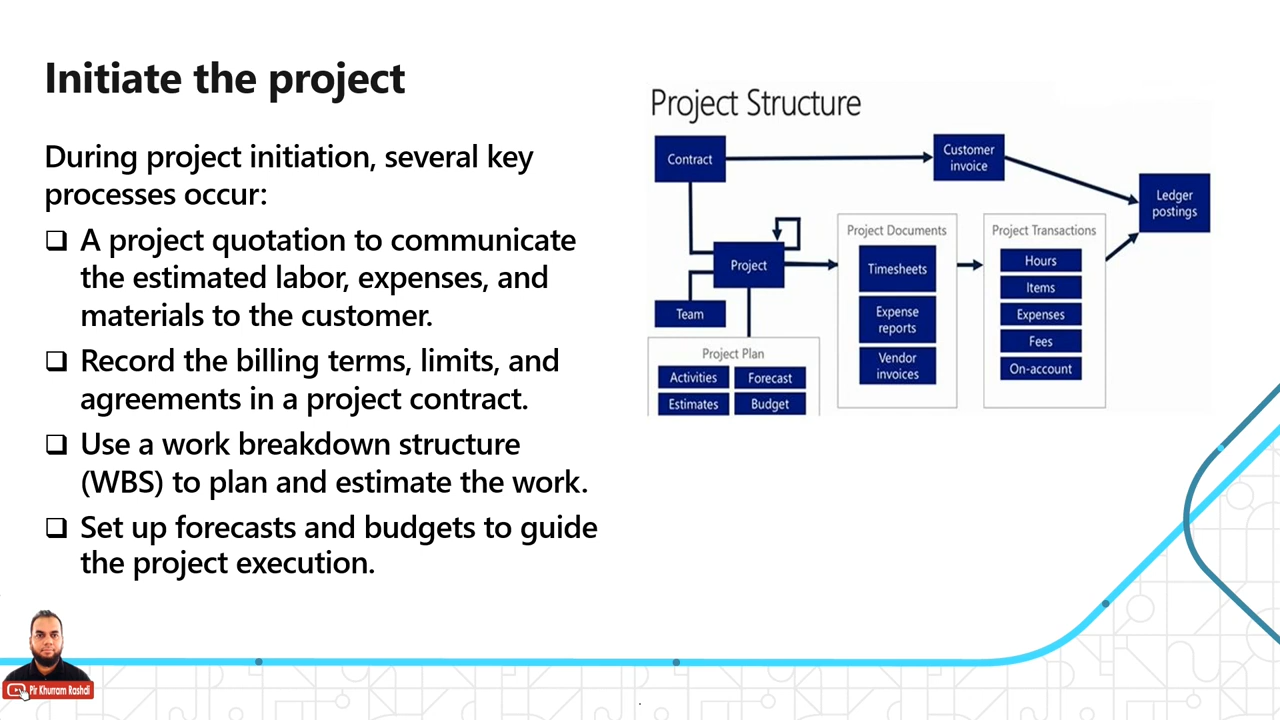 Initiate the project
During project initiation, several key
processes occur:
❑ A project quotation to communicate
the estimated labor, expenses, and
materials to the customer.
❑ Record the billing terms, limits, and
agreements in a project contract.
❑ Use a work breakdown structure
(WBS) to plan and estimate the work.
❑ Set up forecasts and budgets to guide
the project execution.
Project Structure
Contract
Customer
invoice
Ledger
postings
Project
Team
Project Plan
Activities
Forecast
Estimates
Budget
Project Documents
Timesheets
Expense
reports
Vendor
invoices
Project Transactions
Hours
Items
Expenses
Fees
On-account
Pir Khurram Rashdi